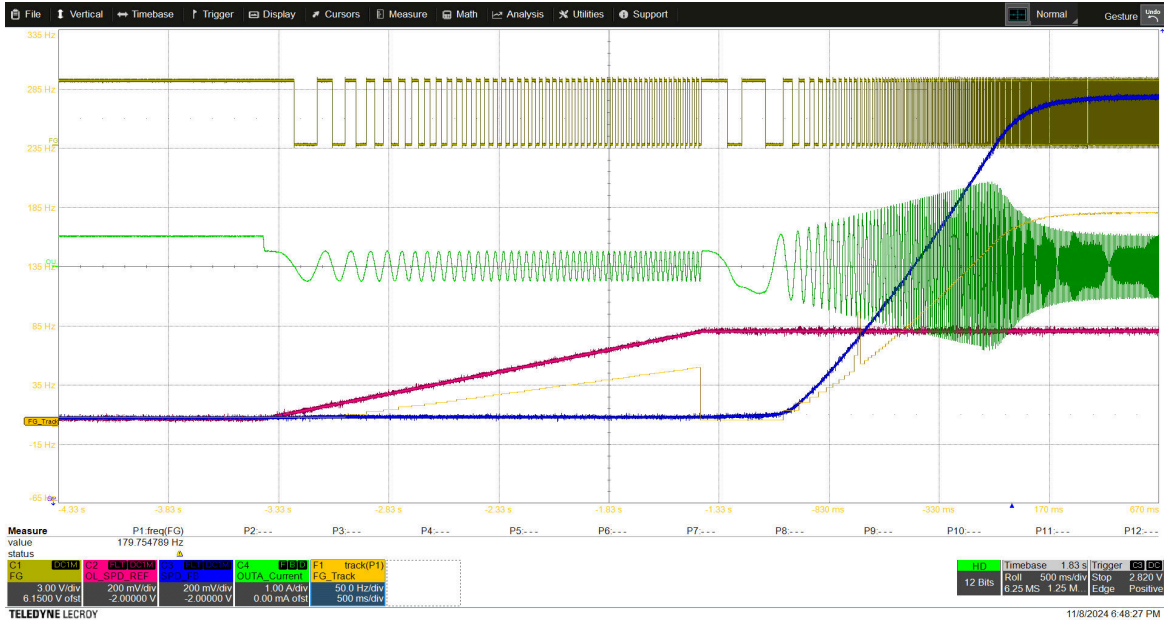 File Vertical Timebase Trigger Display Cursors Measure Math Analysis Utilities Support Normal Gesture Undo
335 Hz
285 Hz
FG
235 Hz
185 Hz
OU
135 Hz
85 Hz
35 Hz
FG_Track
-15 Hz
-65 Hz
-4.33 s -3.83 s -3.33 s -2.83 s -2.33 s -1.83 s -1.33 s -830 ms -330 ms 170 ms 670 ms
Measure P1:freq(FG) P2:- - - P3:- - - P4:- - - P5:- - - P6:- - - P7:- - - P8:- - - P9:- - - P10:- - - P11:- - - P12:- - -
value 179.754789 Hz
status
C1 DC1M C2 FLT DC1M C3 FLT DC1M C4 F1 track(P1)
FG OL_SPD_REF OUTA_Current FG_Track
3.00 V/div 200 mV/div 200 mV/div 1.00 A/div 50.0 Hz/div
6.1500 V ofst -2.00000 V -2.00000 V 0.00 mA ofst 500 ms/div
HD Timebase 1.83 s Trigger C3 DC
12 Bits Roll 500 ms/div Stop 2.820 V
6.25 MS 1.25 M... Edge Positive
TELEDYNE LECROY 11/8/2024 6:48:27 PM